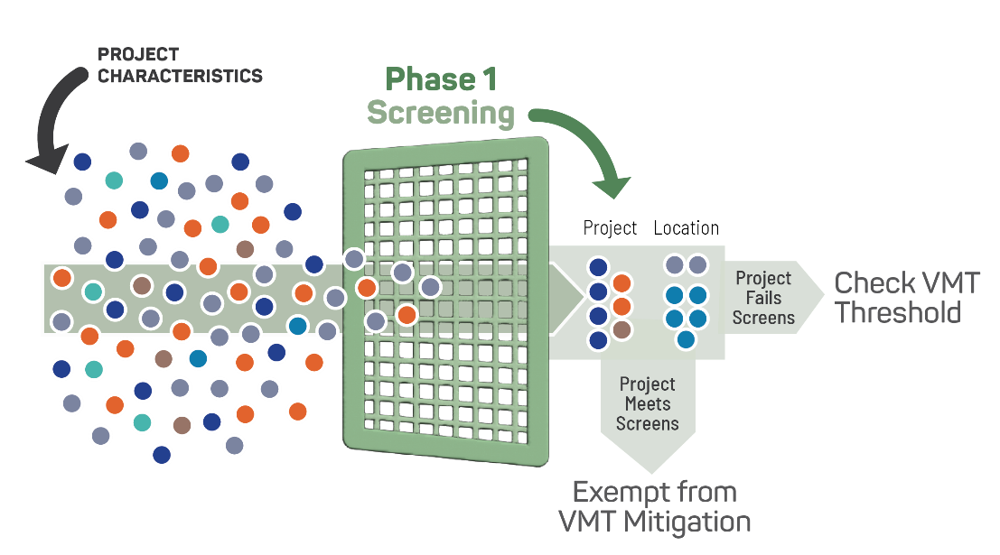 PROJECT
CHARACTERISTICS
Phase 1
Screening
Project
Location
Project
Fails
Screens
Check VMT
Threshold
Project
Meets
Screens
Exempt from
VMT Mitigation